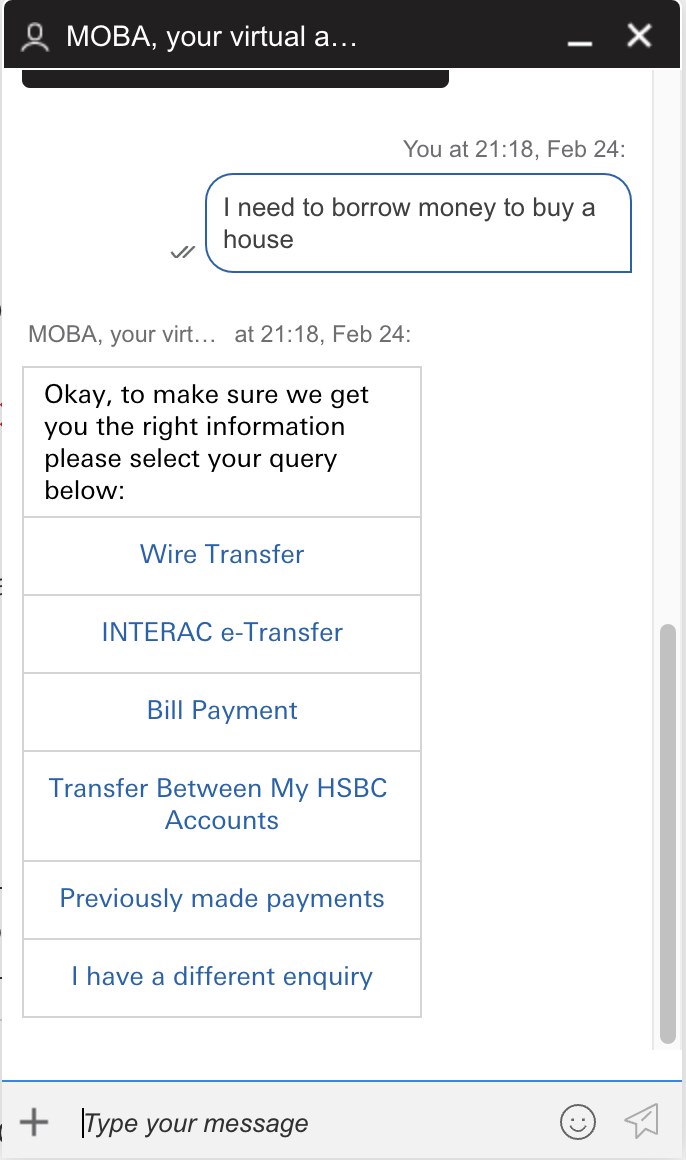 MOBA, your virtual a...
You at 21:18, Feb 24:
I need to borrow money to buy a
house
MOBA, your virt... at 21:18, Feb 24:
Okay, to make sure we get
you the right information
please select your query
below:
Wire Transfer
INTERAC e-Transfer
Bill Payment
Transfer Between My HSBC
Accounts
Previously made payments
I have a different enquiry
Type your message